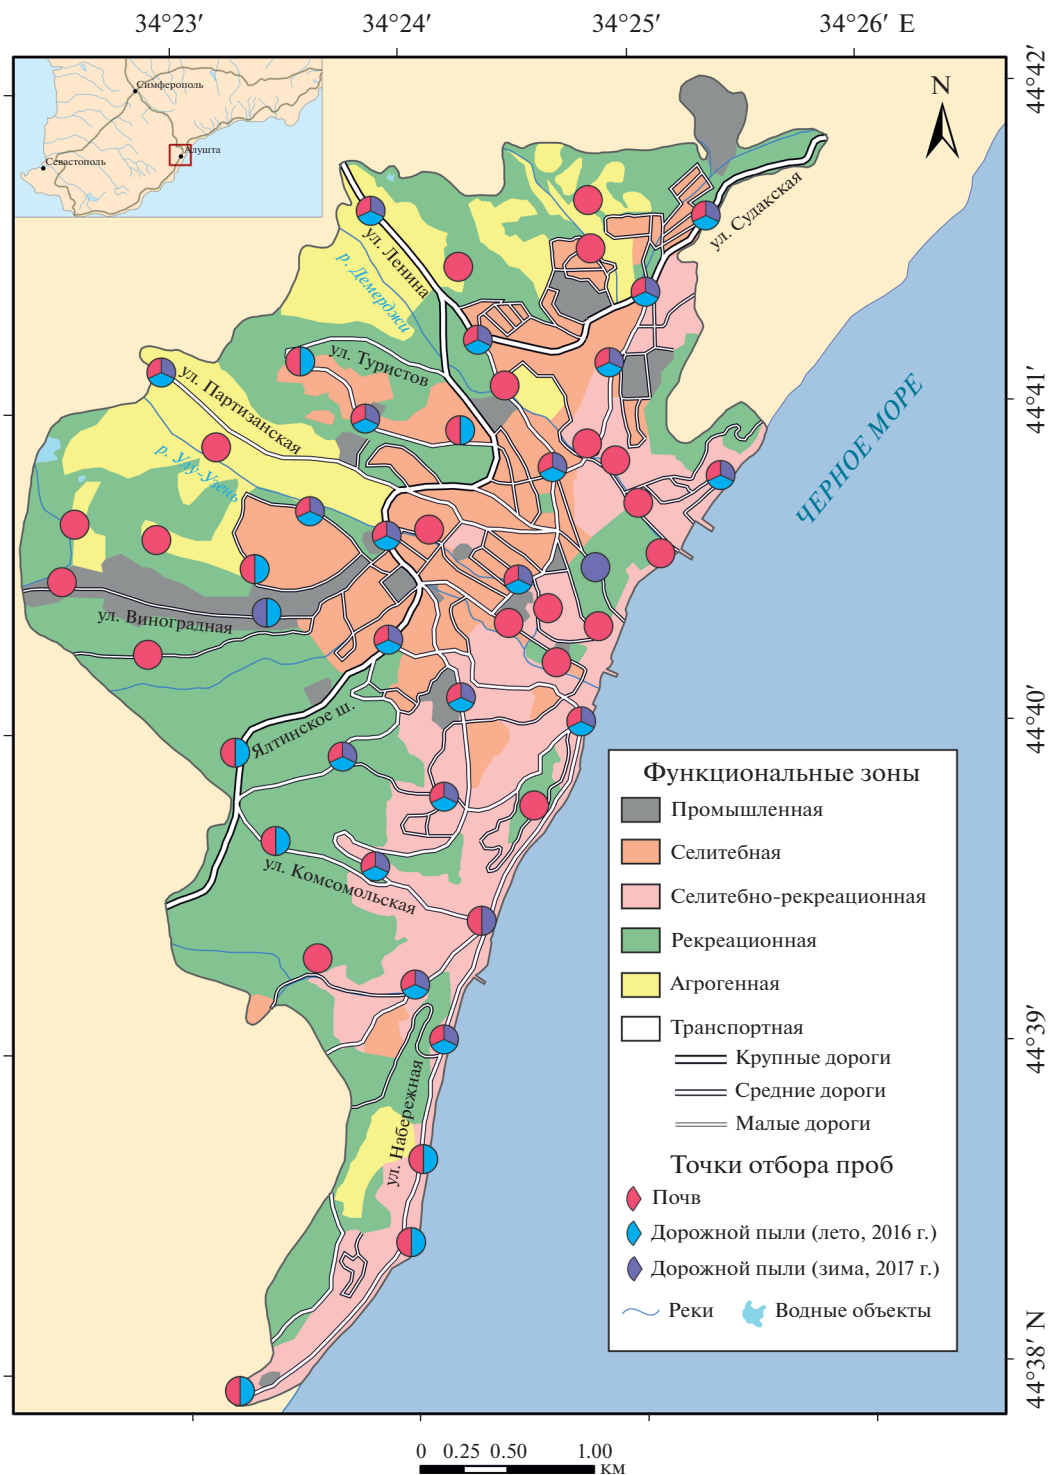 34°23′ 34°24′ 34°25′ 34°26′ E
44°42′
44°41′
44°40′
44°39′
44°38′ N
N
Симферополь
Севастополь
Алушта
ул. Судакская
ул. Ленина
р. Демерджи
ул. Туристов
ул. Партизанская
р. Улу-Узень
ЧЕРНОЕ МОРЕ
ул. Виноградная
Ялтинское ш.
ул. Комсомольская
ул. Набережная
Функциональные зоны
Промышленная
Селитебная
Селитебно-рекреационная
Рекреационная
Агрогенная
Транспортная
Крупные дороги
Средние дороги
Малые дороги
Точки отбора проб
Почв
Дорожной пыли (лето, 2016 г.)
Дорожной пыли (зима, 2017 г.)
Реки Водные объекты
0 0.25 0.50 1.00
км